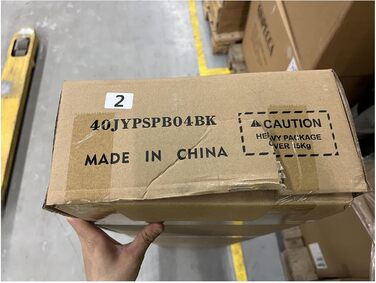 2
40JYPSPB04BK
MADE IN CHINA
CAUTION
HEAVY PACKAGE
OVER 15Kg